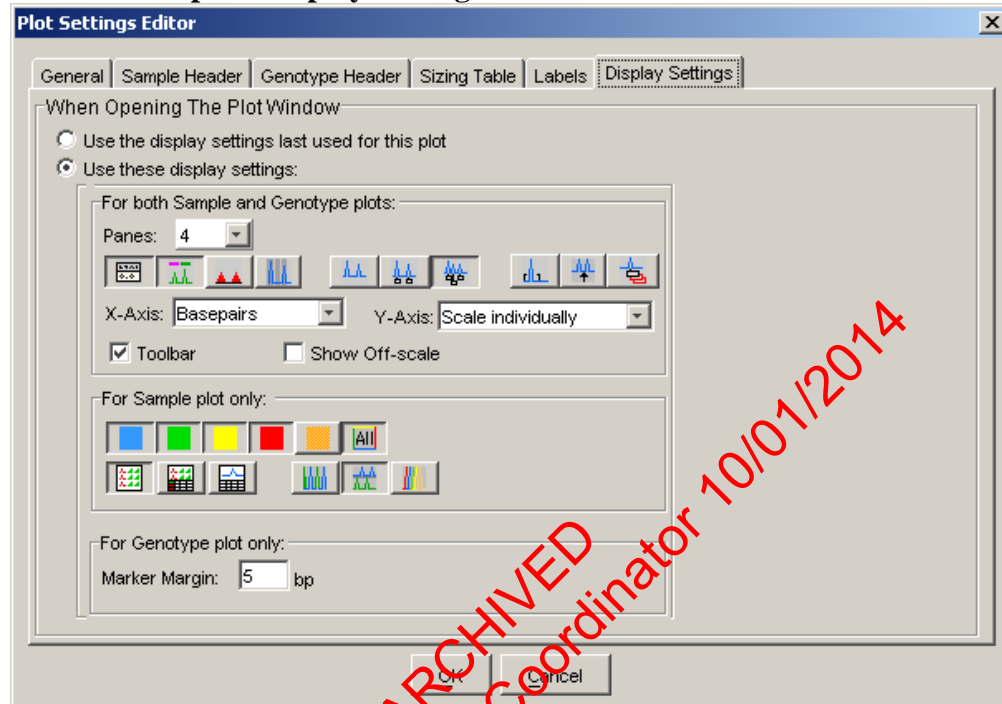 Plot Settings Editor
General Sample Header Genotype Header Sizing Table Labels Display Settings
When Opening The Plot Window
Use the display settings last used for this plot
Use these display settings:
For both Sample and Genotype plots:
Panes: 4
X-Axis: Basepairs Y-Axis: Scale individually
Toolbar Show Off-scale
For Sample plot only:
All
For Genotype plot only:
Marker Margin: 5 bp
OK Cancel
ARCHIVED
Coordinator 10/01/2014